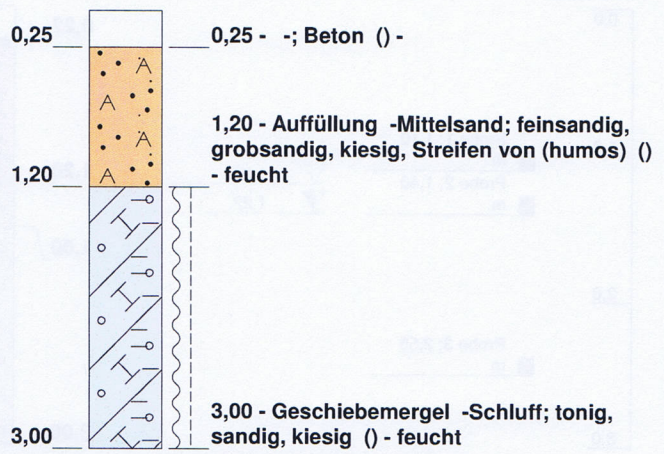 0,25
0,25 - -; Beton () -
1,20 - Auffüllung -Mittelsand; feinsandig,
grobsandig, kiesig, Streifen von (humos) ()
- feucht
1,20
3,00 - Geschiebemergel -Schluff; tonig,
sandig, kiesig () - feucht
3,00